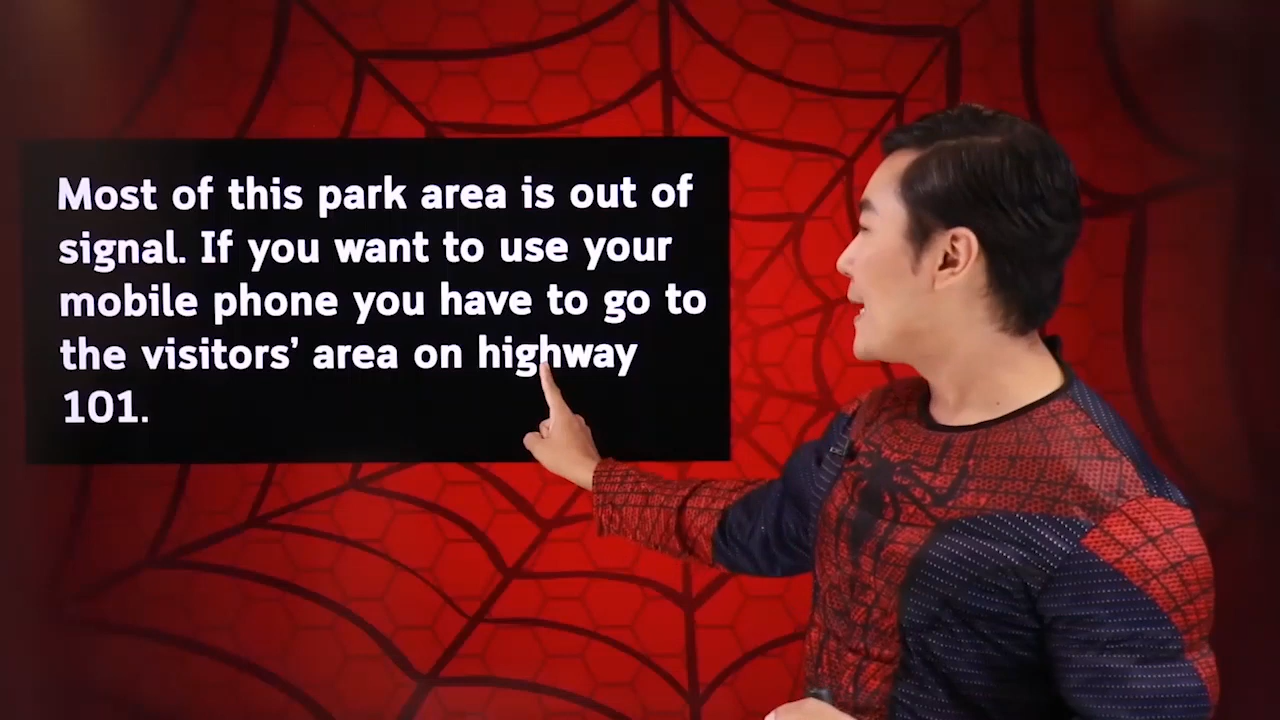 Most of this park area is out of
signal. If you want to use your
mobile phone you have to go to
the visitors’ area on highway
101.